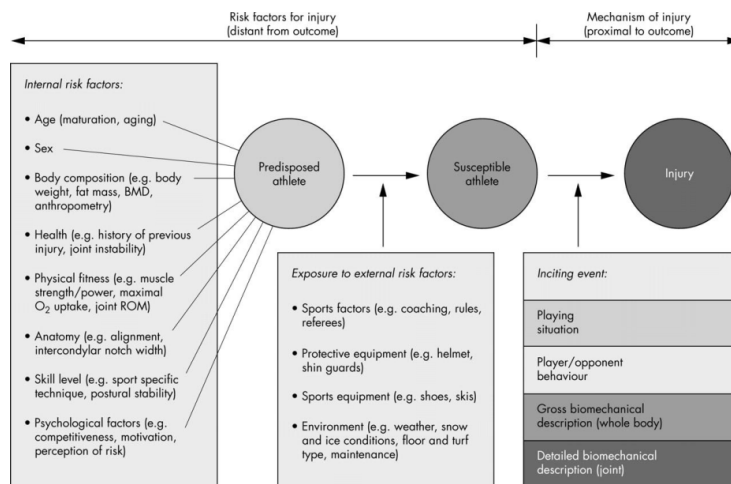 Risk factors for injury
(distant from outcome)
Mechanism of injury
(proximal to outcome)
Internal risk factors:
• Age (maturation, aging)
• Sex
• Body composition (e.g. body
weight, fat mass, BMD,
anthropometry)
• Health (e.g. history of previous
injury, joint instability)
• Physical fitness (e.g. muscle
strength/power, maximal
O₂ uptake, joint ROM)
• Anatomy (e.g. alignment,
intercondylar notch width)
• Skill level (e.g. sport specific
technique, postural stability)
• Psychological factors (e.g.
competitiveness, motivation,
perception of risk)
Predisposed
athlete
Susceptible
athlete
Injury
Exposure to external risk factors:
• Sports factors (e.g. coaching, rules,
referees)
• Protective equipment (e.g. helmet,
shin guards)
• Sports equipment (e.g. shoes, skis)
• Environment (e.g. weather, snow
and ice conditions, floor and turf
type, maintenance)
Inciting event:
Playing
situation
Player/opponent
behaviour
Gross biomechanical
description (whole body)
Detailed biomechanical
description (joint)